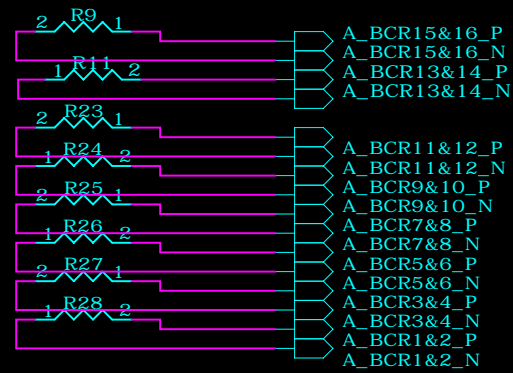 2 R9 1
A_BCR15&16_P
A_BCR15&16_N
1 R11 2
A_BCR13&14_P
A_BCR13&14_N
2 R23 1
A_BCR11&12_P
1 R24 2
A_BCR11&12_N
A_BCR9&10_P
2 R25 1
A_BCR9&10_N
A_BCR7&8_P
1 R26 2
A_BCR7&8_N
A_BCR5&6_P
2 R27 1
A_BCR5&6_N
A_BCR3&4_P
1 R28 2
A_BCR3&4_N
A_BCR1&2_P
A_BCR1&2_N